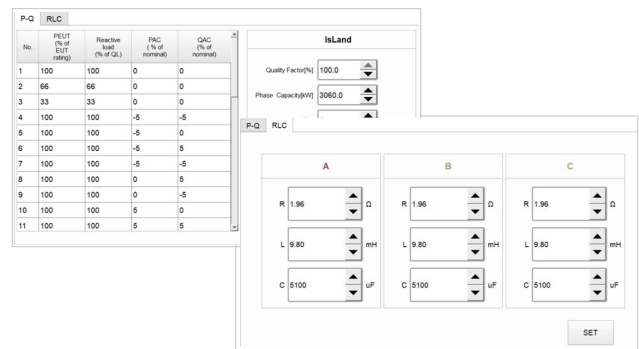 P-Q RLC
No. PEUT (% of EUT rating) Reactive load (% of QL) PAC ( % of nominal) QAC (% of nominal)
1 100 100 0 0
2 66 66 0 0
3 33 33 0 0
4 100 100 -5 -5
5 100 100 -5 0
6 100 100 -5 5
7 100 100 -5 -5
8 100 100 0 5
9 100 100 0 -5
10 100 100 5 0
11 100 100 5 5
IsLand
Quality Factor[%] 100.0
Phase Capacity[kW] 3060.0
P-Q RLC
A B C
R 1.96 Ω R 1.96 Ω R 1.96 Ω
L 9.80 mH L 9.80 mH L 9.80 mH
C 5100 uF C 5100 uF C 5100 uF
SET